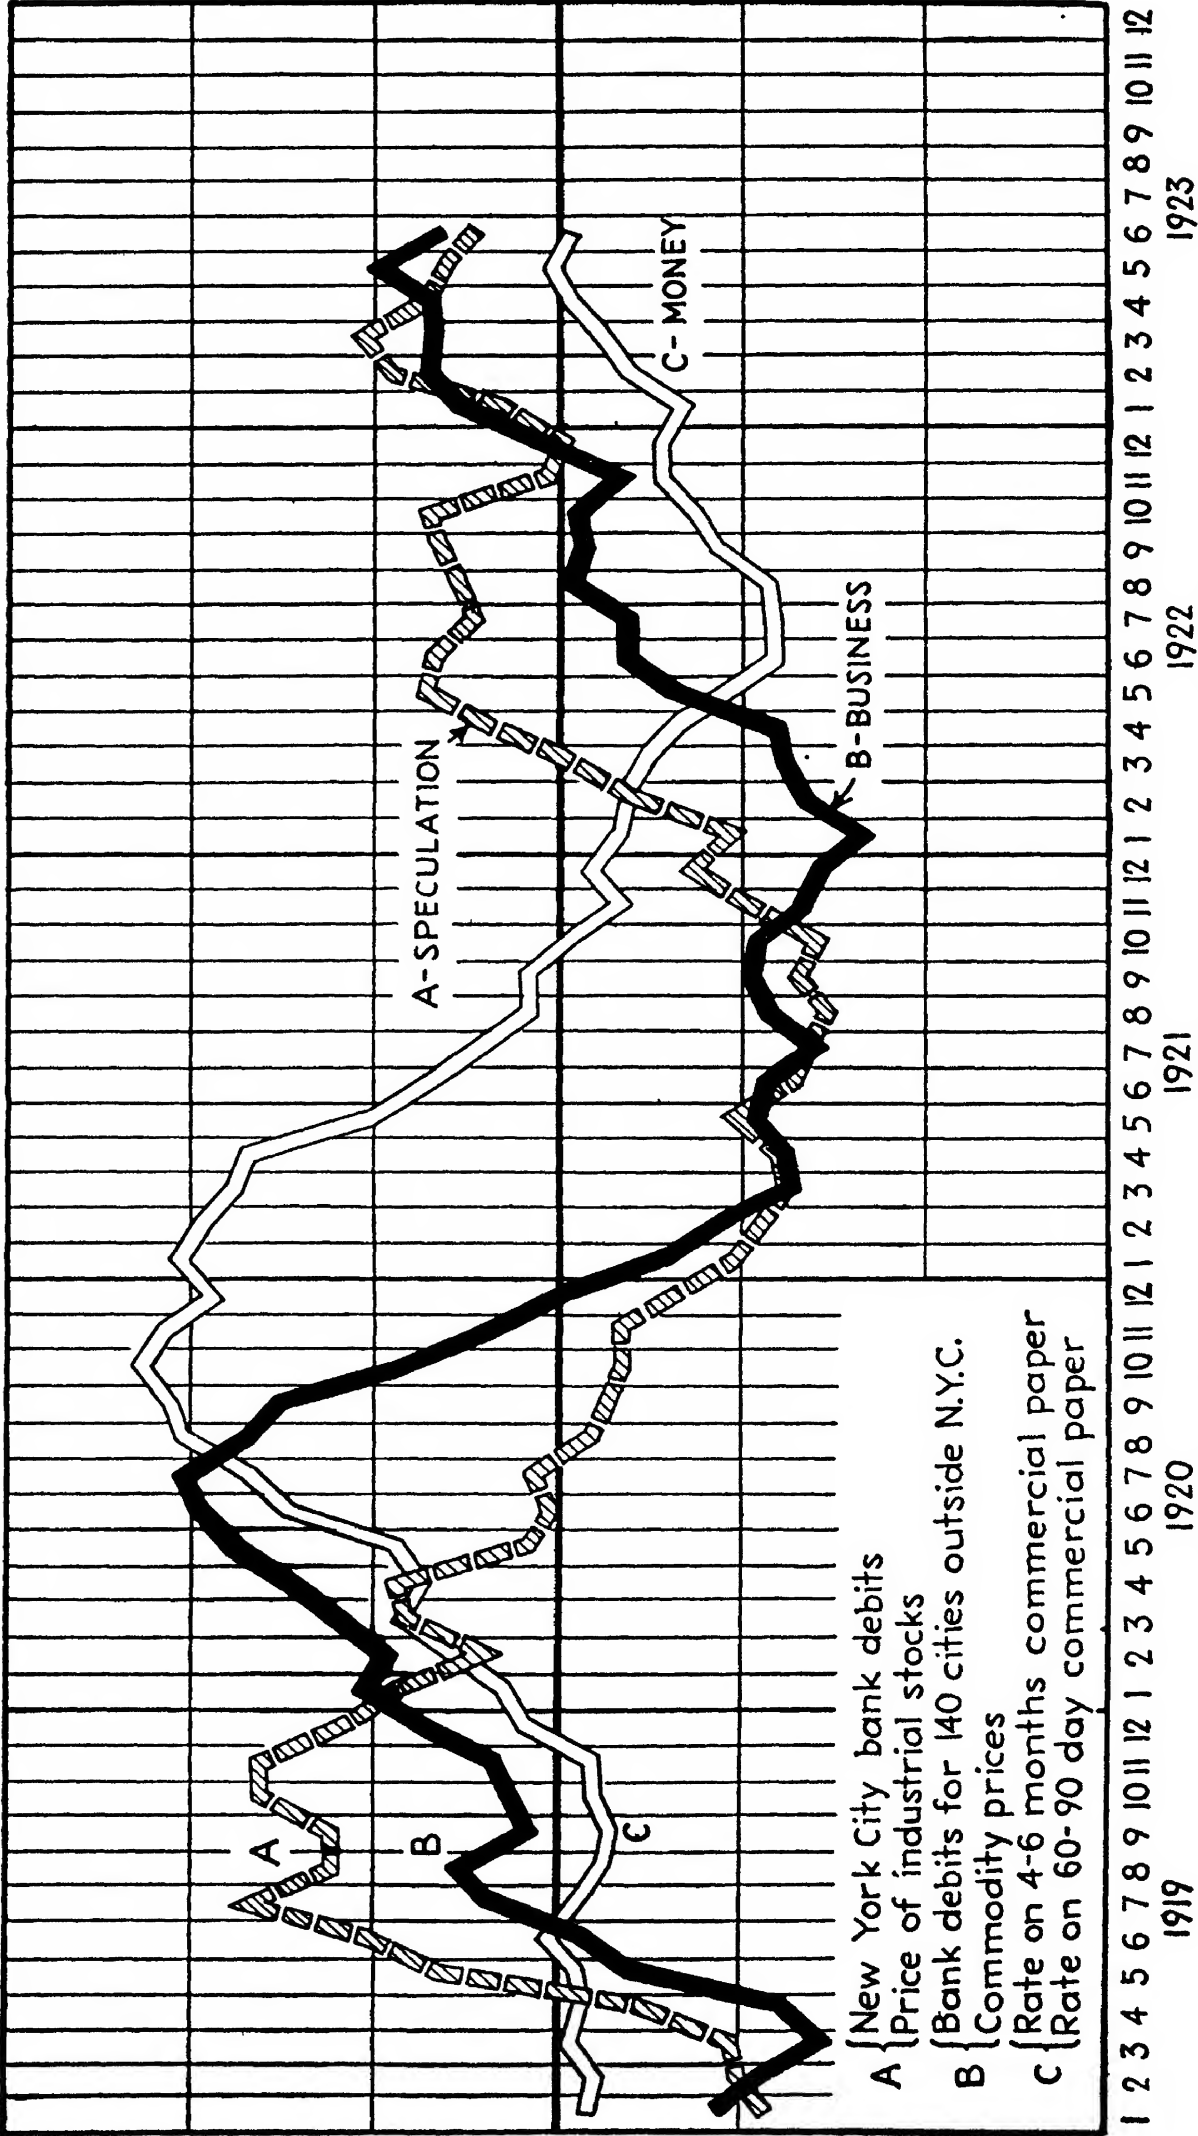 A-SPECULATION
C-MONEY
B-BUSINESS
A
B
C
A {New York City bank debits
{Price of industrial stocks
B {Bank debits for 140 cities outside N.Y.C.
{Commodity prices
C {Rate on 4-6 months commercial paper
{Rate on 60-90 day commercial paper
1 2 3 4 5 6 7 8 9 10 11 12 1 2 3 4 5 6 7 8 9 10 11 12 1 2 3 4 5 6 7 8 9 10 11 12 1 2 3 4 5 6 7 8 9 10 11 12 1 2 3 4 5 6 7 8 9 10 11 12
1919 1920 1921 1922 1923